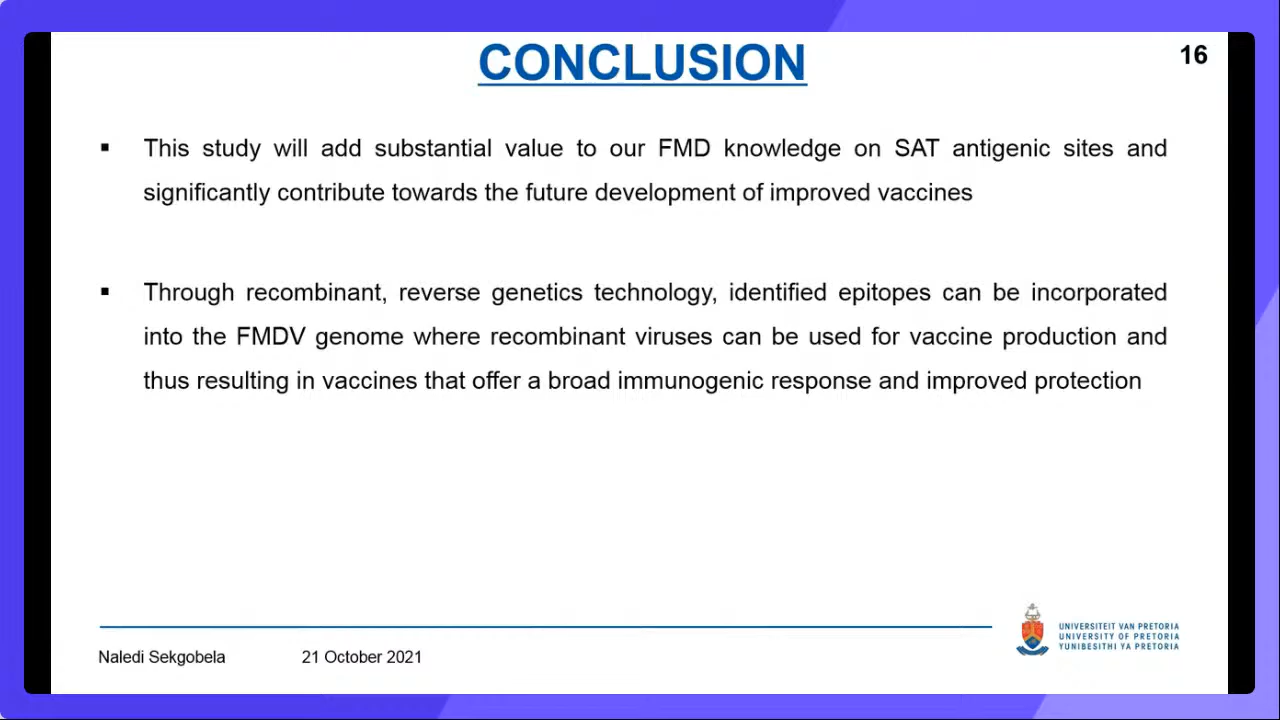 CONCLUSION
16
▪ This study will add substantial value to our FMD knowledge on SAT antigenic sites and
significantly contribute towards the future development of improved vaccines
▪ Through recombinant, reverse genetics technology, identified epitopes can be incorporated
into the FMDV genome where recombinant viruses can be used for vaccine production and
thus resulting in vaccines that offer a broad immunogenic response and improved protection
UNIVERSITEIT VAN PRETORIA
UNIVERSITY OF PRETORIA
YUNIBESITHI YA PRETORIA
Naledi Sekgobela 21 October 2021